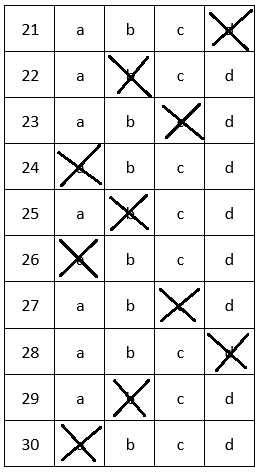 21 a b c d
22 a b c d
23 a b c d
24 a b c d
25 a b c d
26 a b c d
27 a b c d
28 a b c d
29 a b c d
30 a b c d